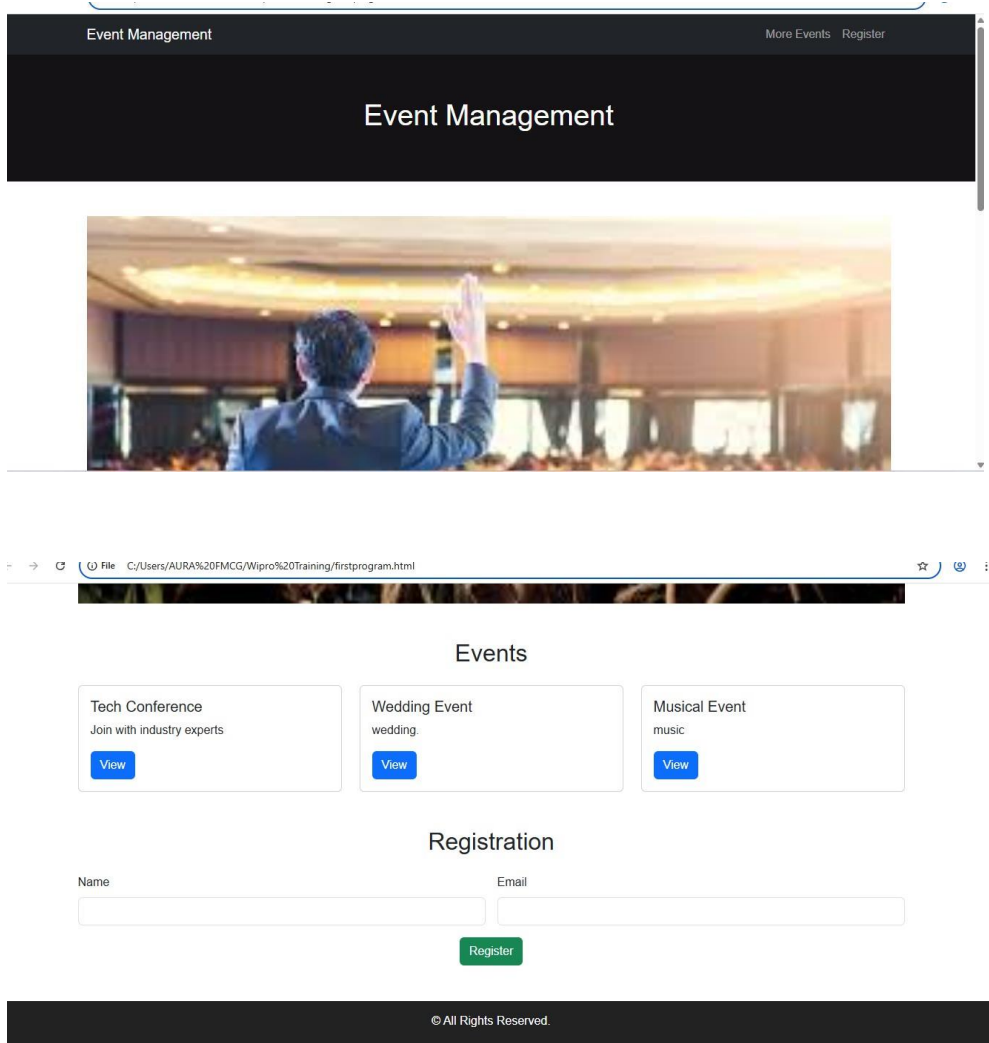 Event Management
More Events Register
Event Management
File C:/Users/AURA%20FMCG/Wipro%20Training/firstprogram.html
Events
Tech Conference
Join with industry experts
View
Wedding Event
wedding.
View
Musical Event
music
View
Registration
Name
Email
Register
© All Rights Reserved.